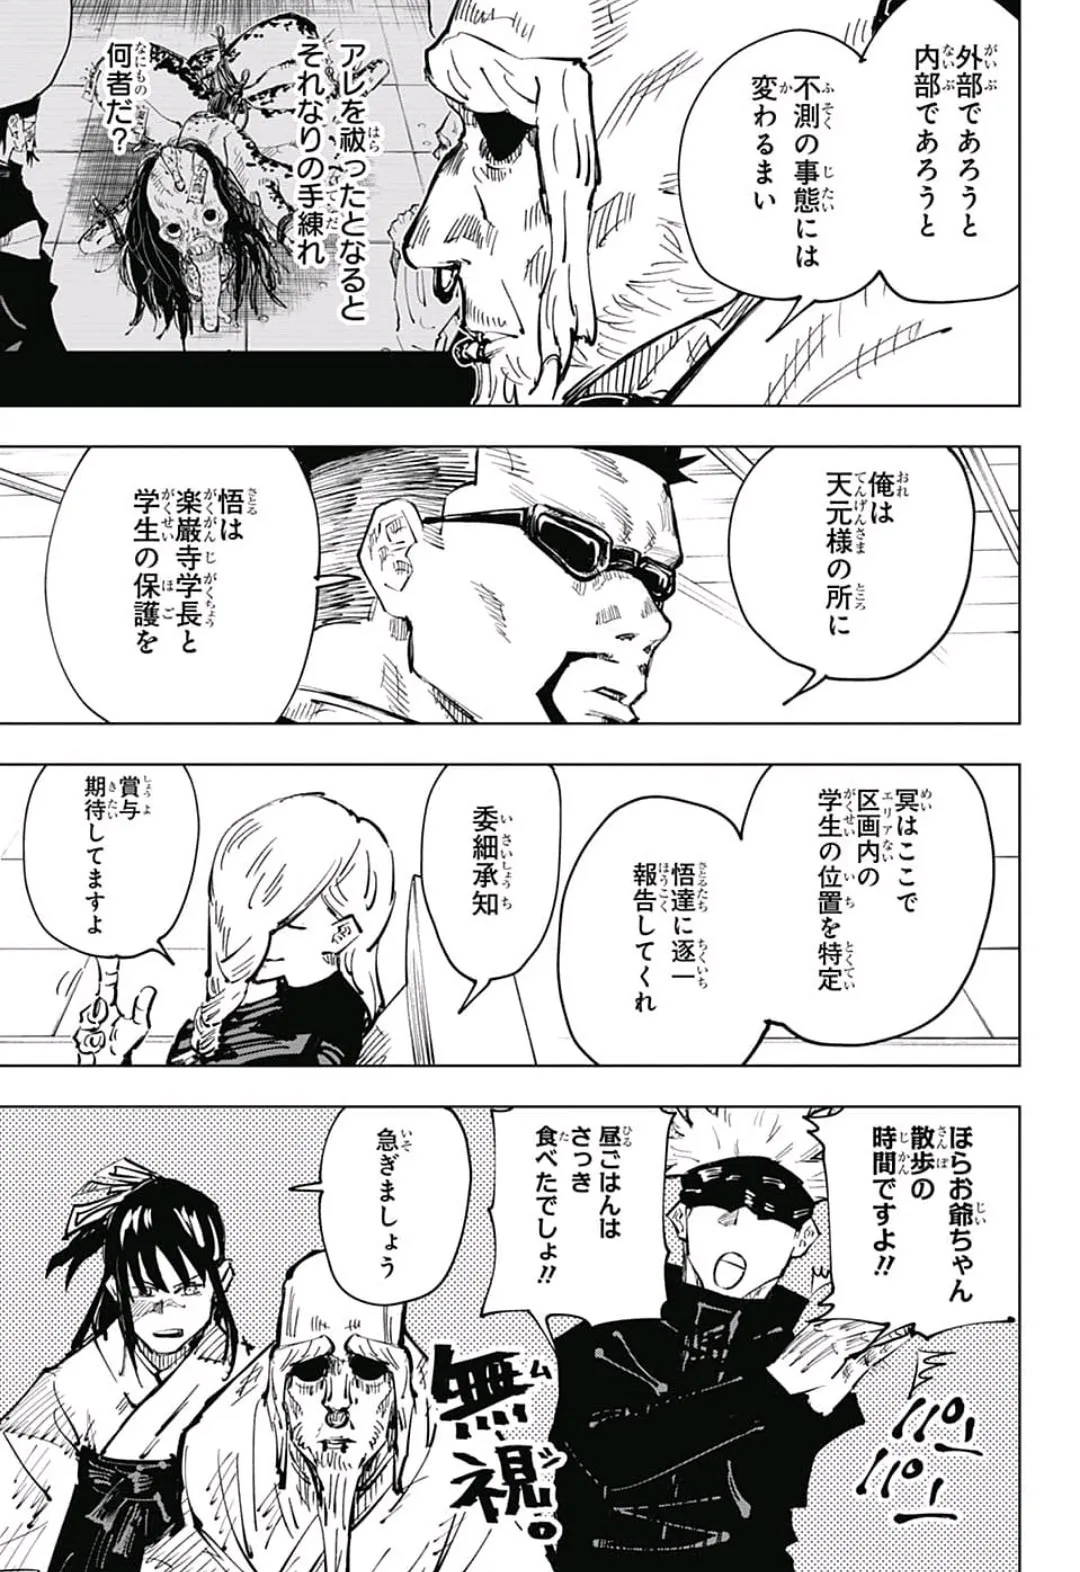 外部であろうと
内部であろうと
不測の事態には
変わるまい
アレを祓ったとなると
それなりの手練れ
何者だ?
俺は
天元様の所に
悟は
楽巌寺学長と
学生の保護を
冥はここで
区画内の
学生の位置を特定
悟達に逐一
報告してくれ
委細承知
賞与
期待してますよ
ほらお爺ちゃん
散歩の
時間ですよ!!
昼ごはんは
さっき
食べたでしょ!!
パン
パン
急ぎましょう
無視。